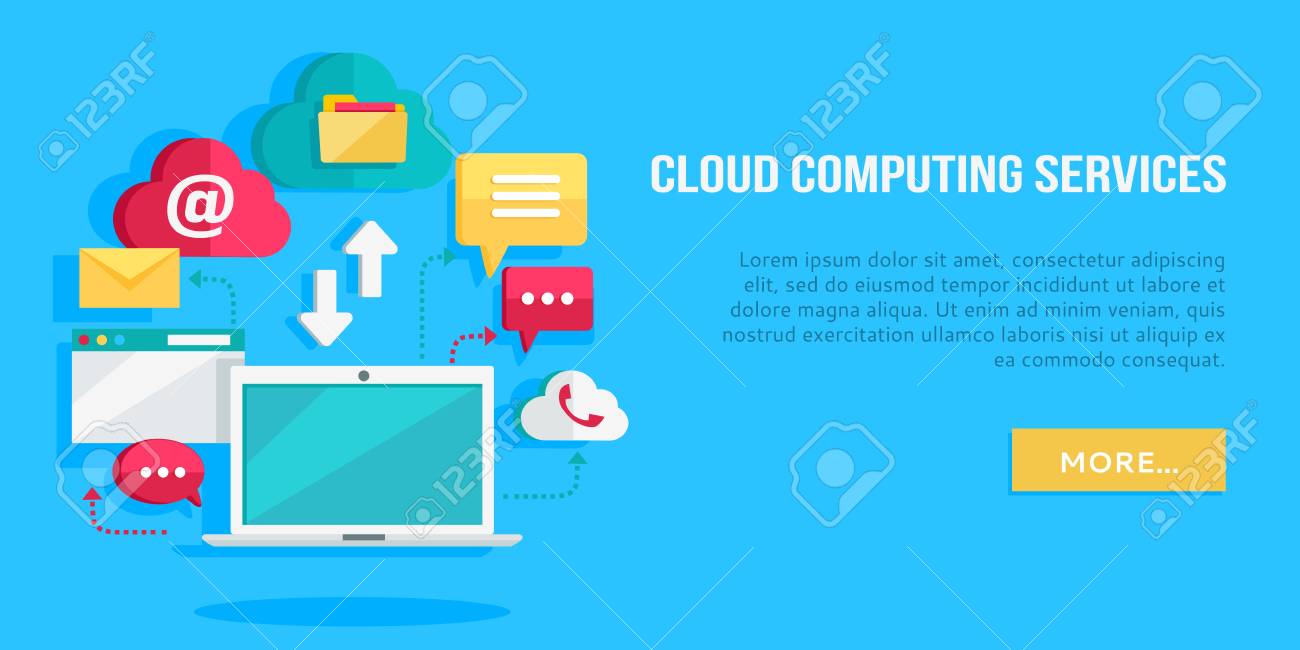 CLOUD COMPUTING SERVICES
Lorem ipsum dolor sit amet, consectetur adipiscing
elit, sed do eiusmod tempor incididunt ut labore et
dolore magna aliqua. Ut enim ad minim veniam, quis
nostrud exercitation ullamco laboris nisi ut aliquip ex
ea commodo consequat.
MORE...
@
123RF
123RF
123RF
123RF
123RF
123RF